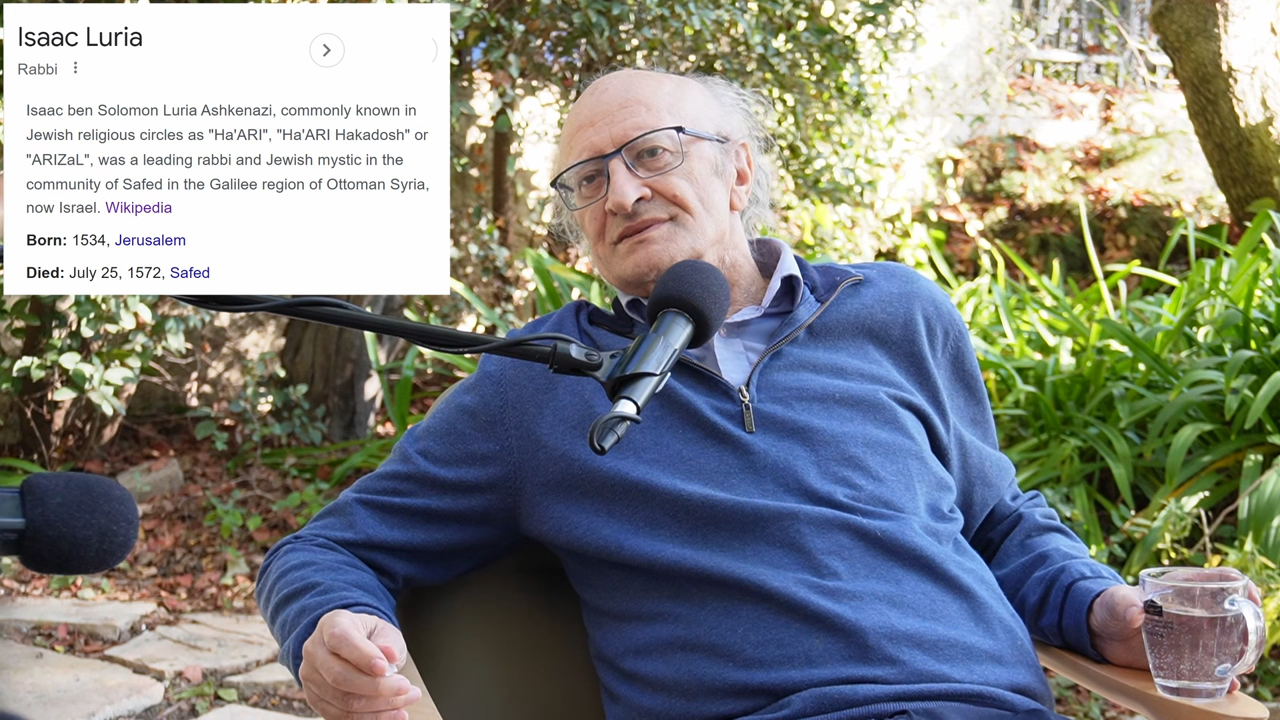 Isaac Luria
Rabbi
Isaac ben Solomon Luria Ashkenazi, commonly known in
Jewish religious circles as "Ha'ARI", "Ha'ARI Hakadosh" or
"ARIZaL", was a leading rabbi and Jewish mystic in the
community of Safed in the Galilee region of Ottoman Syria,
now Israel. Wikipedia
Born: 1534, Jerusalem
Died: July 25, 1572, Safed